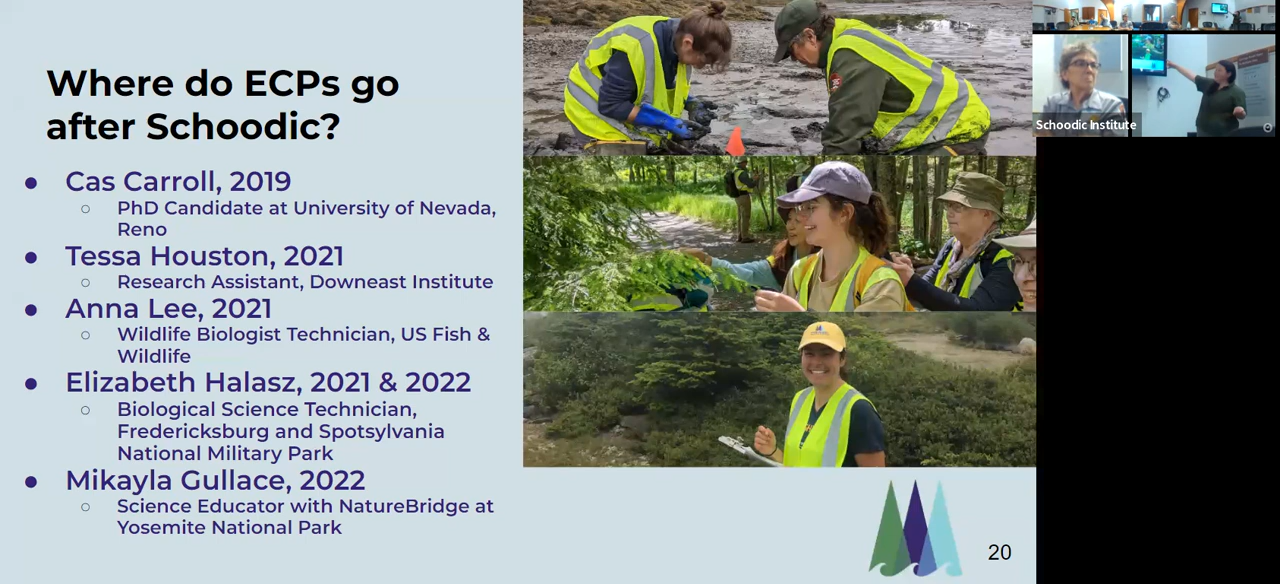 Where do ECPs go
after Schoodic?
● Cas Carroll, 2019
○ PhD Candidate at University of Nevada,
Reno
● Tessa Houston, 2021
○ Research Assistant, Downeast Institute
● Anna Lee, 2021
○ Wildlife Biologist Technician, US Fish &
Wildlife
● Elizabeth Halasz, 2021 & 2022
○ Biological Science Technician,
Fredericksburg and Spotsylvania
National Military Park
● Mikayla Gullace, 2022
○ Science Educator with NatureBridge at
Yosemite National Park
20
Schoodic Institute